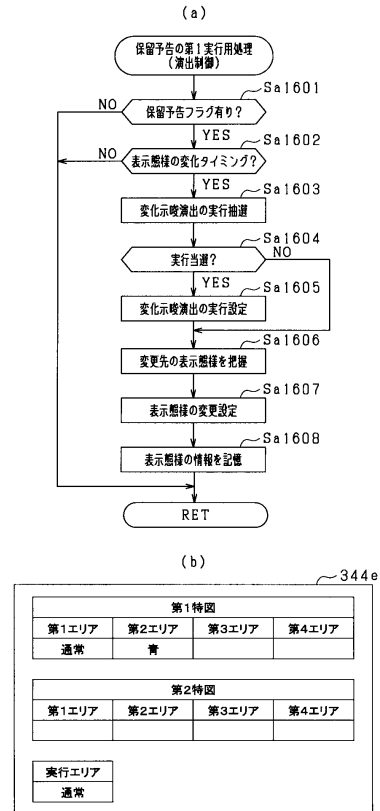 (a)
保留予告の第1実行用処理
(演出制御)
Sa1601
保留予告フラグ有り?
NO
YES
Sa1602
表示態様の変化タイミング?
NO
YES
Sa1603
変化示唆演出の実行抽選
Sa1604
実行当選?
NO
YES
Sa1605
変化示唆演出の実行設定
Sa1606
変更先の表示態様を把握
Sa1607
表示態様の変更設定
Sa1608
表示態様の情報を記憶
RET
(b)
344e
第1特図
第1エリア 第2エリア 第3エリア 第4エリア
通常 青
第2特図
第1エリア 第2エリア 第3エリア 第4エリア
実行エリア
通常